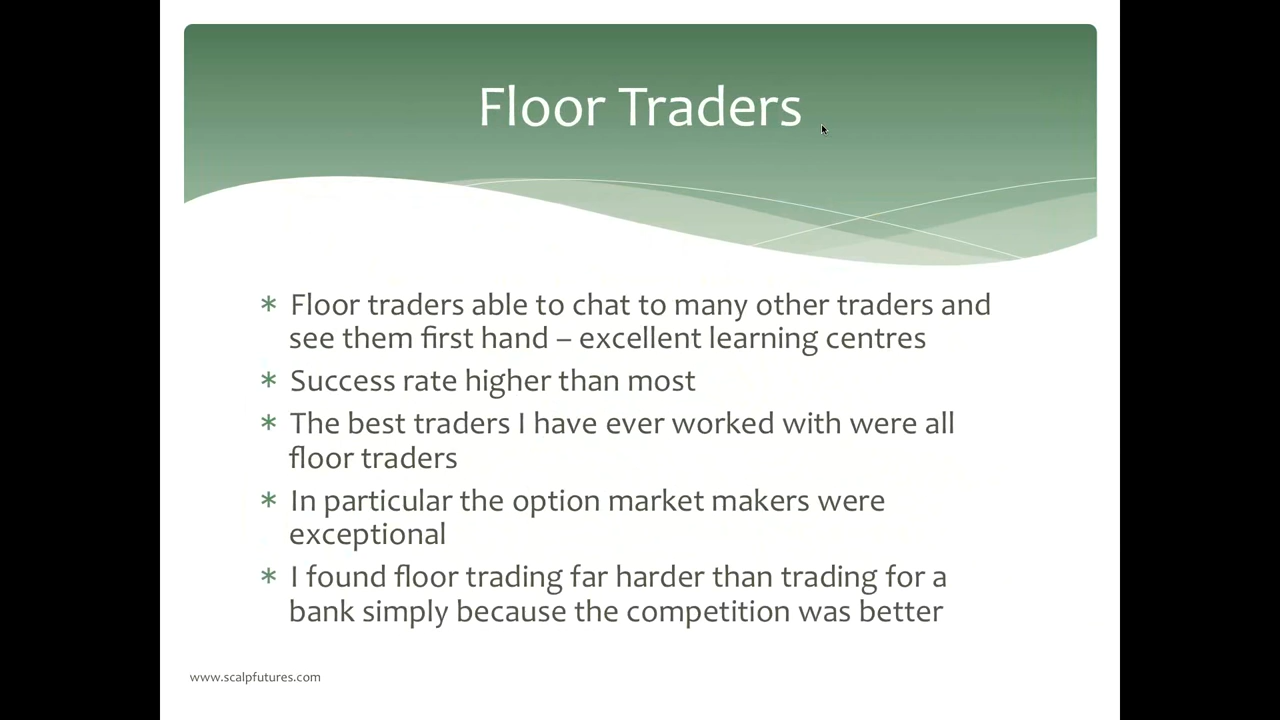 Floor Traders
* Floor traders able to chat to many other traders and
see them first hand – excellent learning centres
* Success rate higher than most
* The best traders I have ever worked with were all
floor traders
* In particular the option market makers were
exceptional
* I found floor trading far harder than trading for a
bank simply because the competition was better
www.scalpfutures.com